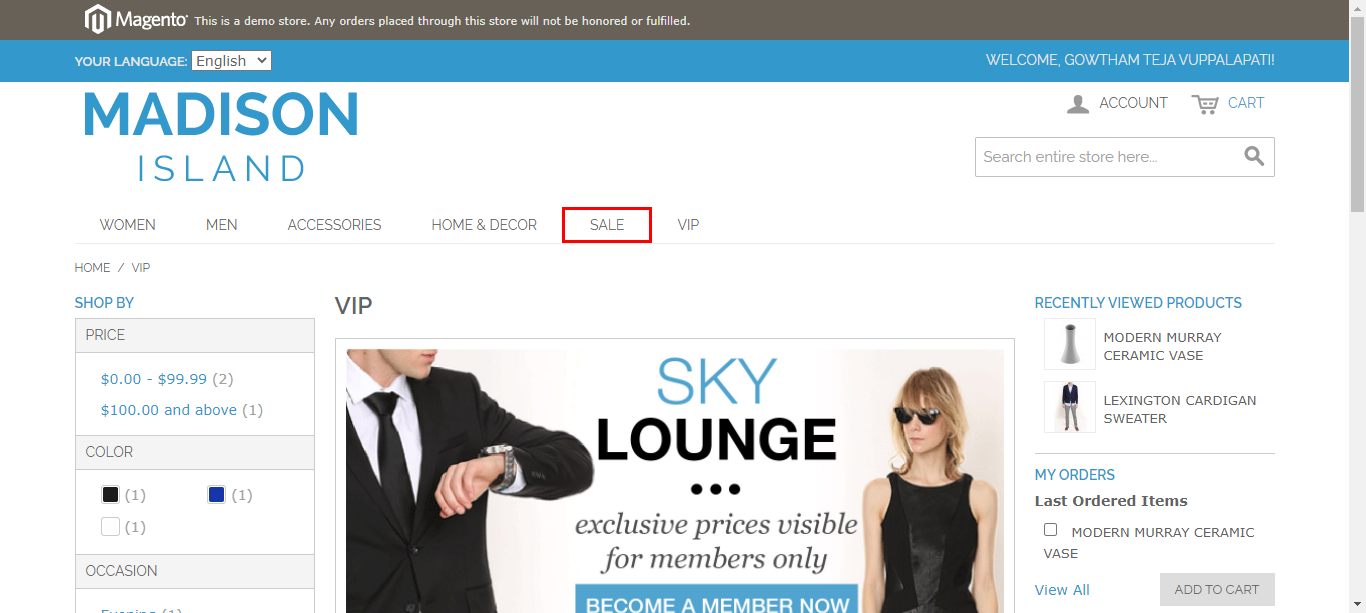 Magento This is a demo store. Any orders placed through this store will not be honored or fulfilled.
YOUR LANGUAGE: English
WELCOME, GOWTHAM TEJA VUPPALAPATI!
MADISON
ISLAND
ACCOUNT CART
Search entire store here...
WOMEN MEN ACCESSORIES HOME & DECOR SALE VIP
HOME / VIP
SHOP BY
PRICE
$0.00 - $99.99 (2)
$100.00 and above (1)
COLOR
(1) (1)
(1)
OCCASION
Evening (1)
VIP
SKY
LOUNGE
exclusive prices visible
for members only
BECOME A MEMBER NOW
RECENTLY VIEWED PRODUCTS
MODERN MURRAY
CERAMIC VASE
LEXINGTON CARDIGAN
SWEATER
MY ORDERS
Last Ordered Items
MODERN MURRAY CERAMIC
VASE
View All ADD TO CART